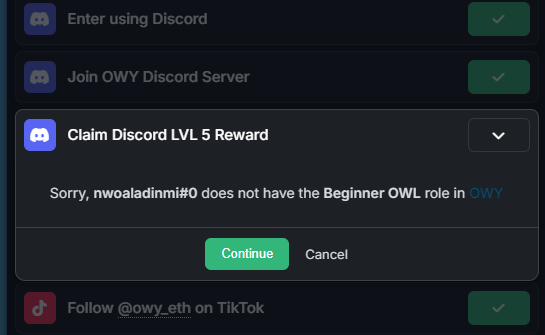 Enter using Discord
Join OWY Discord Server
Claim Discord LVL 5 Reward
Sorry, nwoaladinmi#0 does not have the Beginner OWL role in OWY
Continue Cancel
Follow @owy_eth on TikTok